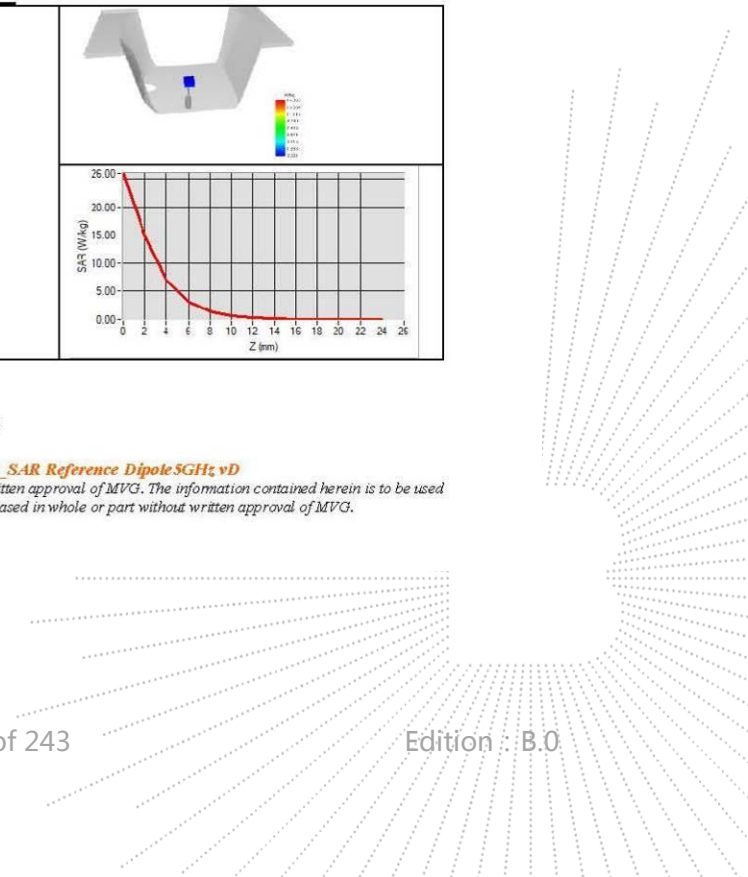 26.00
20.00
15.00
10.00
5.00
0.00
SAR (W/kg)
0 2 4 6 8 10 12 14 16 18 20 22 24 26
Z (mm)
_SAR Reference Dipole 5GHz vD
tten approval of MVG. The information contained herein is to be used
ased in whole or part without written approval of MVG.
of 243
Edition : B.0